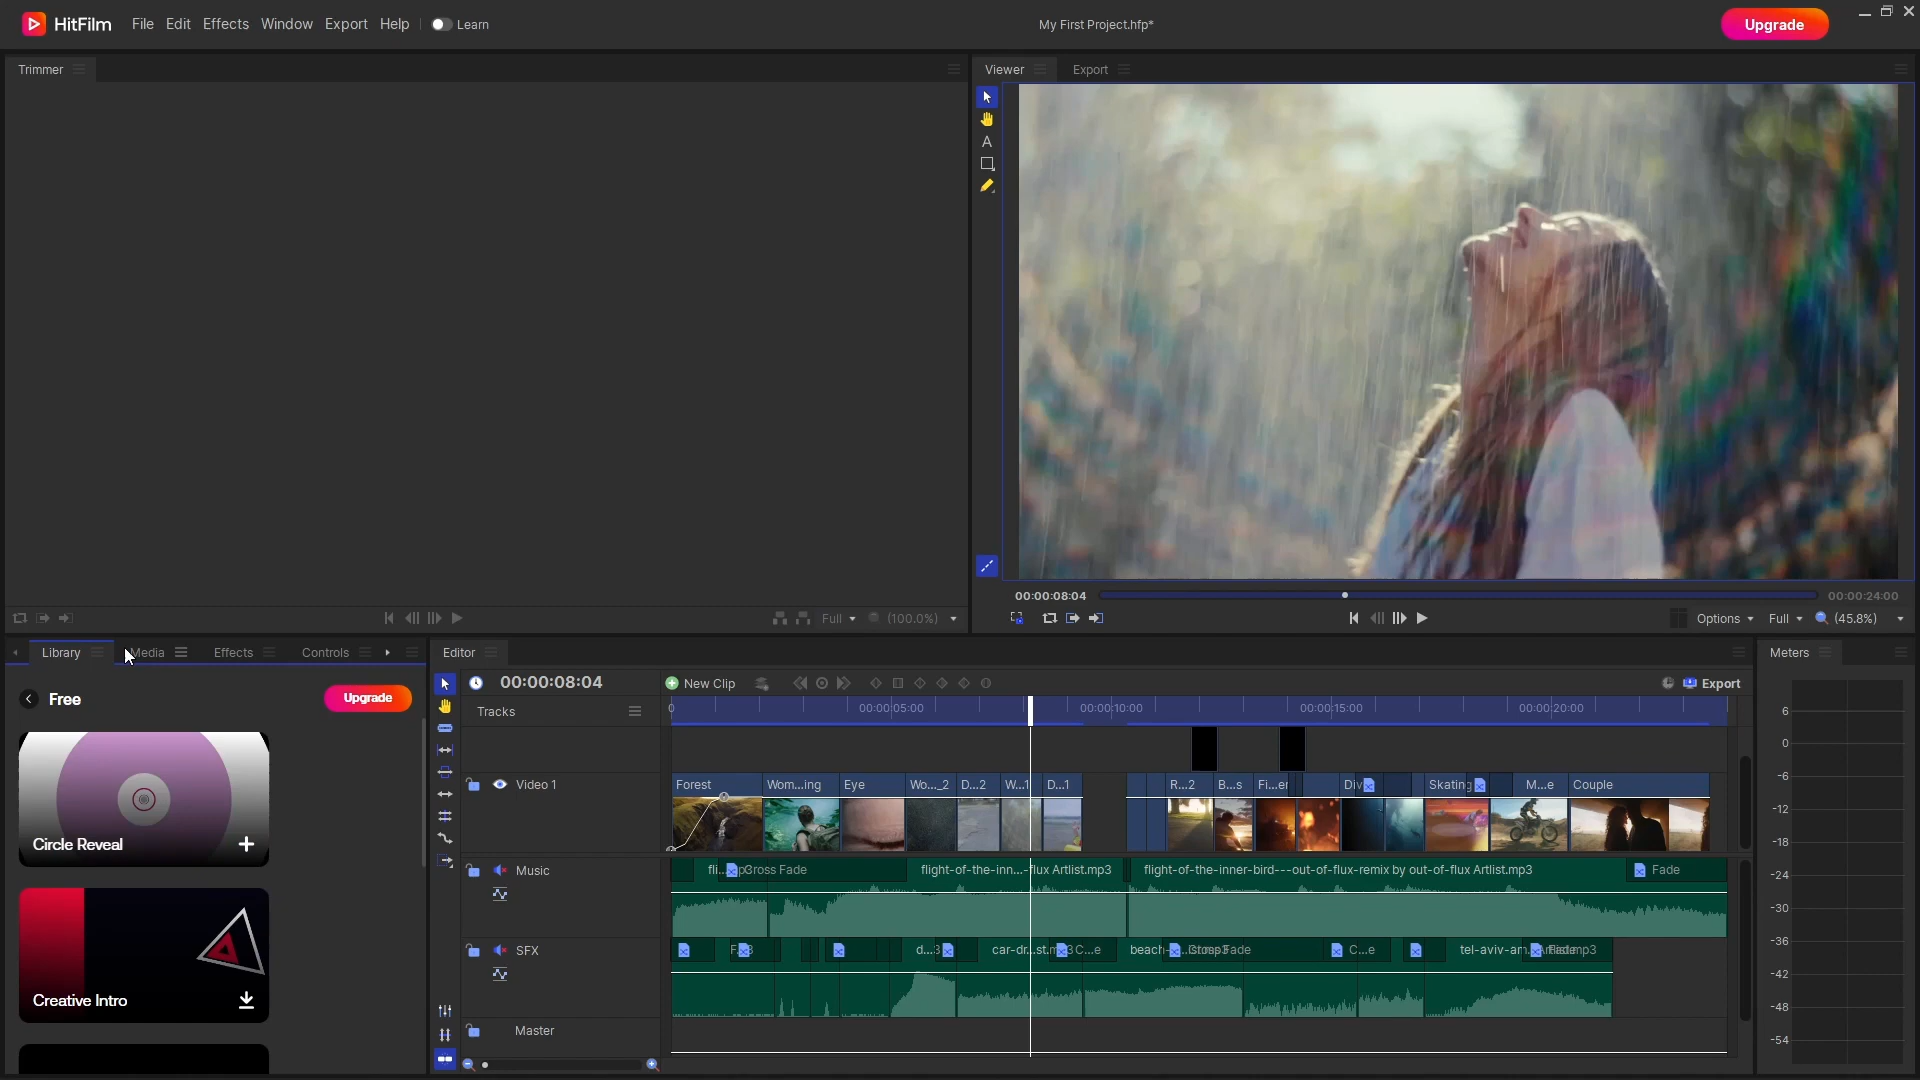 HitFilm File Edit Effects Window Export Help Learn
My First Project.hfp*
Upgrade
Trimmer
Viewer Export
A
00:00:08:04 00:00:24:00
Full (100.0%)
Options Full (45.8%)
Library Media Effects Controls
Editor
Meters
Free Upgrade
00:00:08:04 New Clip Export
Tracks
0 00:00:05:00 00:00:10:00 00:00:15:00 00:00:20:00
Circle Reveal
Creative Intro
Video 1
Forest Wom...ing Eye Wo..._2 D...2 W...1 D...1 R...2 B...s Fi...er Div Skating M...e Couple
Music
fli... Cross Fade flight-of-the-inn...-flux Artlist.mp3 flight-of-the-inner-bird---out-of-flux-remix by out-of-flux Artlist.mp3 Fade
SFX
d...3 car-dr...st.m C...e beach- C...e tel-aviv-am
Master
6
0
-6
-12
-18
-24
-30
-36
-42
-48
-54